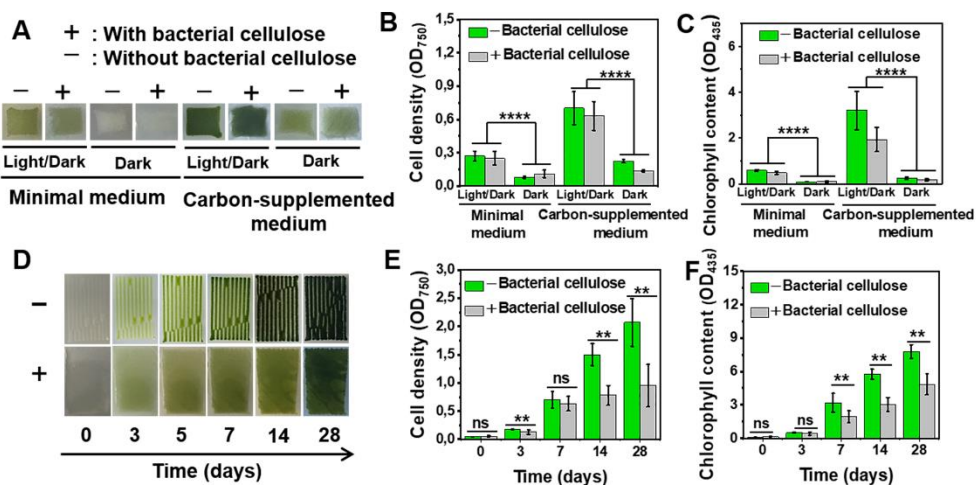 A
+ : With bacterial cellulose
− : Without bacterial cellulose
− + − + − + − +
Light/Dark Dark Light/Dark Dark
Minimal medium Carbon-supplemented
medium
B
Cell density (OD750)
1,5
1,2
0,9
0,6
0,3
0,0
−Bacterial cellulose
+Bacterial cellulose
****
****
Light/Dark Dark Light/Dark Dark
Minimal Carbon-supplemented
medium medium
C
Chlorophyll content (OD435)
6
4
2
0
−Bacterial cellulose
+Bacterial cellulose
****
****
Light/Dark Dark Light/Dark Dark
Minimal Carbon-supplemented
medium medium
D
−
+
0 3 5 7 14 28
Time (days)
E
Cell density (OD750)
3,0
2,5
2,0
1,5
1,0
0,5
0,0
−Bacterial cellulose
+Bacterial cellulose
ns ** ns ** **
0 3 7 14 28
Time (days)
F
Chlorophyll content (OD435)
15
12
9
6
3
0
−Bacterial cellulose
+Bacterial cellulose
ns ns ** ** **
0 3 7 14 28
Time (days)